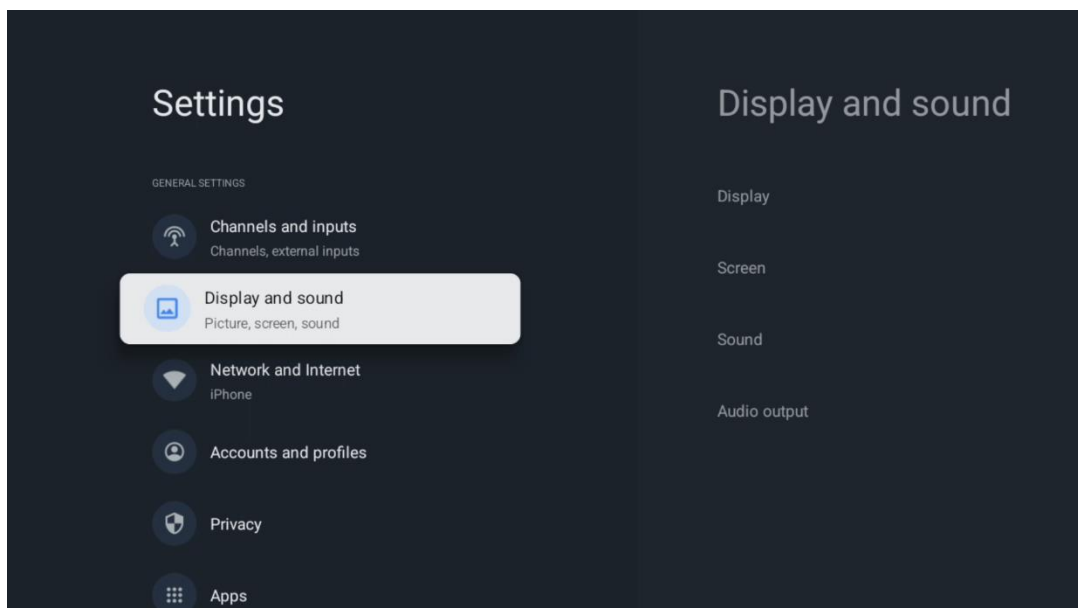 Settings
GENERAL SETTINGS
Channels and inputs
Channels, external inputs
Display and sound
Picture, screen, sound
Network and Internet
iPhone
Accounts and profiles
Privacy
Apps
Display and sound
Display
Screen
Sound
Audio output